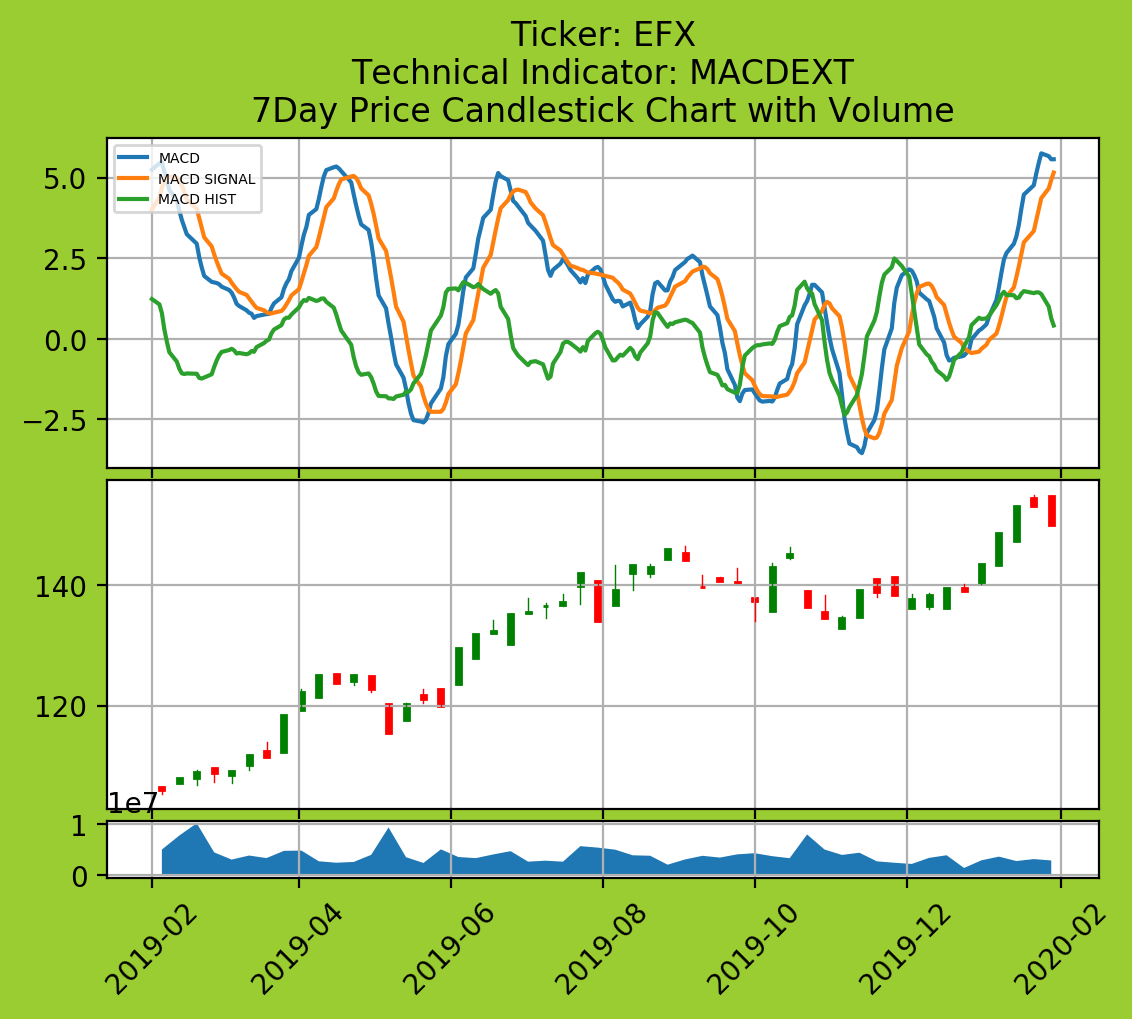 Ticker: EFX
Technical Indicator: MACDEXT
7Day Price Candlestick Chart with Volume
MACD
MACD SIGNAL
MACD HIST
5.0
2.5
0.0
−2.5
140
120
1e7
1
0
2019-02
2019-04
2019-06
2019-08
2019-10
2019-12
2020-02